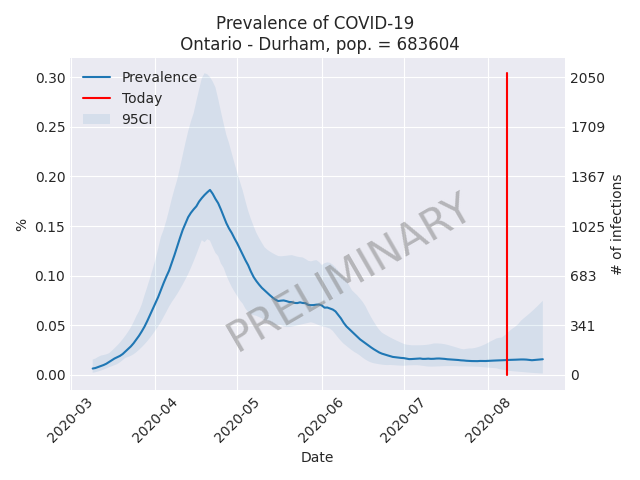 Prevalence of COVID-19
Ontario - Durham, pop. = 683604
Prevalence
Today
95CI
0.30
0.25
0.20
0.15
0.10
0.05
0.00
%
2050
1709
1367
1025
683
341
0
# of infections
PRELIMINARY
2020-03
2020-04
2020-05
2020-06
2020-07
2020-08
Date